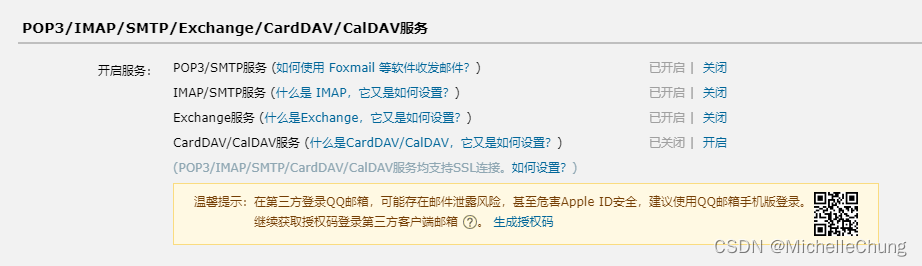 POP3/IMAP/SMTP/Exchange/CardDAV/CalDAV服务
开启服务： POP3/SMTP服务 (如何使用 Foxmail 等软件收发邮件？) 已开启 | 关闭
IMAP/SMTP服务 (什么是 IMAP，它又是如何设置？) 已开启 | 关闭
Exchange服务 (什么是Exchange，它又是如何设置？) 已开启 | 关闭
CardDAV/CalDAV服务 (什么是CardDAV/CalDAV，它又是如何设置？) 已关闭 | 开启
(POP3/IMAP/SMTP/CardDAV/CalDAV服务均支持SSL连接。如何设置？)
温馨提示：在第三方登录QQ邮箱，可能存在邮件泄露风险，甚至危害Apple ID安全，建议使用QQ邮箱手机版登录。
继续获取授权码登录第三方客户端邮箱 ?。 生成授权码
CSDN @MichelleChung